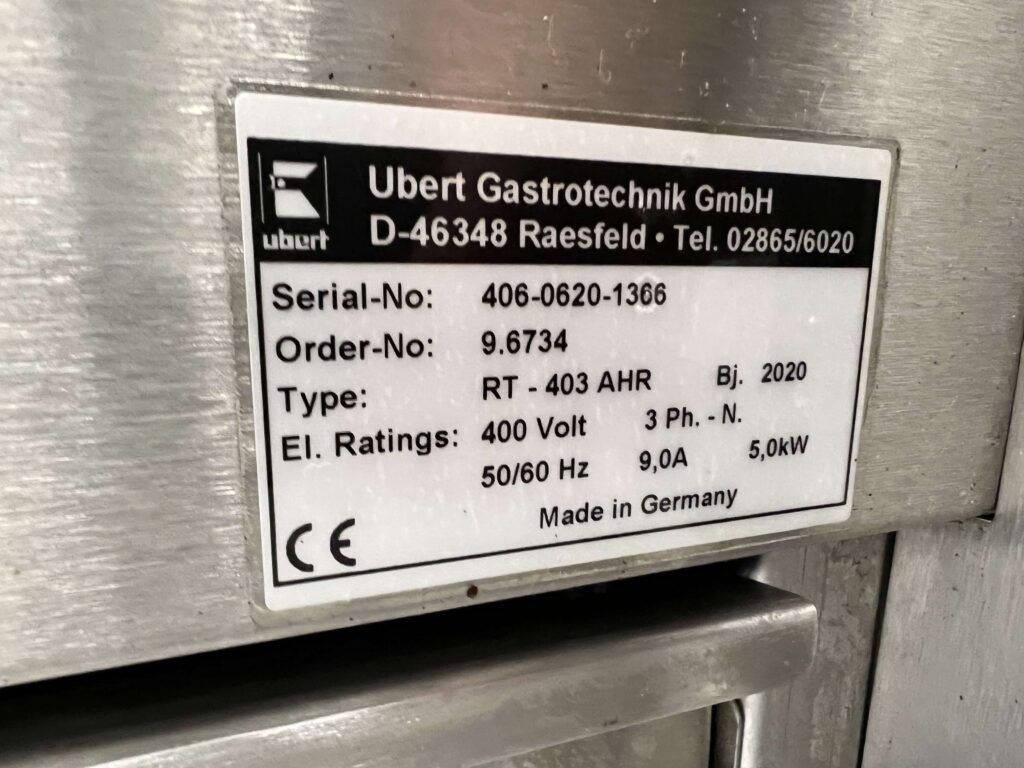 Ubert Gastrotechnik GmbH
ubert
D-46348 Raesfeld • Tel. 02865/6020
Serial-No: 406-0620-1366
Order-No: 9.6734
Type: RT - 403 AHR Bj. 2020
El. Ratings: 400 Volt 3 Ph. - N.
50/60 Hz 9,0A 5,0kW
Made in Germany
CE